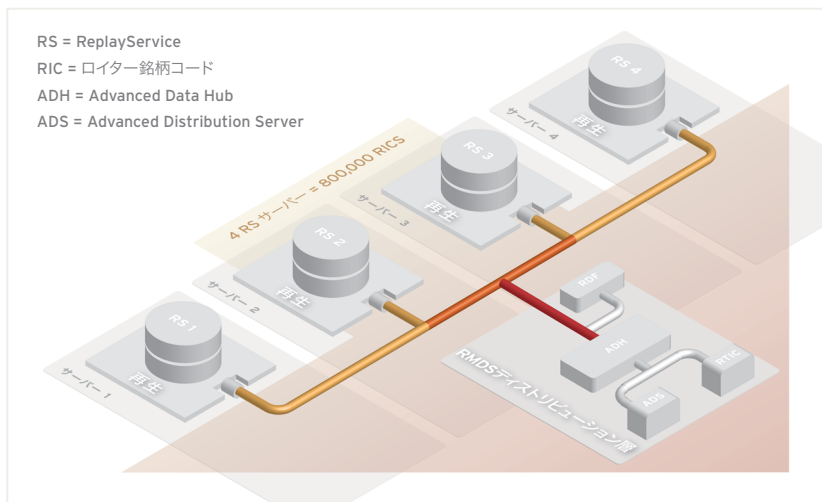 RS = ReplayService
RIC = ロイター銘柄コード
ADH = Advanced Data Hub
ADS = Advanced Distribution Server
RS 4
再生
サーバー 4
4 RS サーバー = 800,000 RICS
RS 3
再生
サーバー 3
RS 2
再生
サーバー 2
RS 1
再生
サーバー 1
RDF
ADH
RTIC
ADS
RMDSディストリビューション層